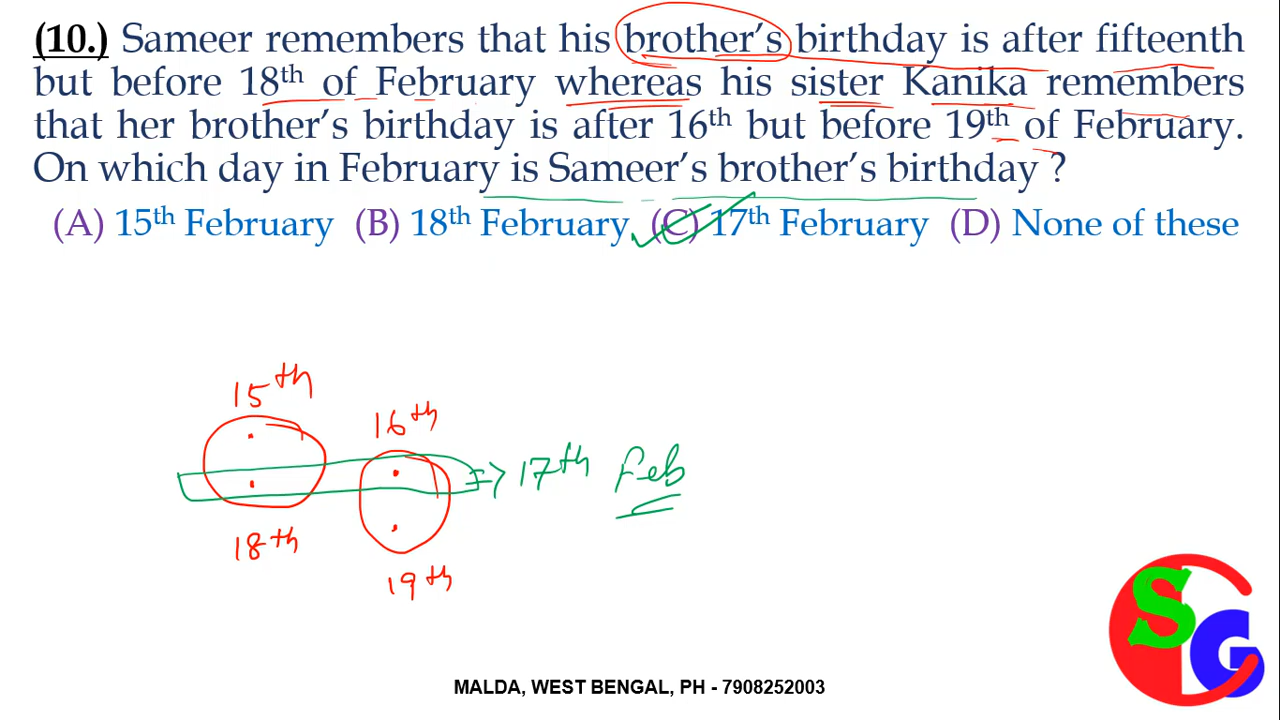 (10.) Sameer remembers that his brother's birthday is after fifteenth
but before 18th of February whereas his sister Kanika remembers
that her brother's birthday is after 16th but before 19th of February.
On which day in February is Sameer's brother's birthday ?
(A) 15th February (B) 18th February (C) 17th February (D) None of these
15th
16th
=> 17th Feb
18th
19th
SG
MALDA, WEST BENGAL, PH - 7908252003